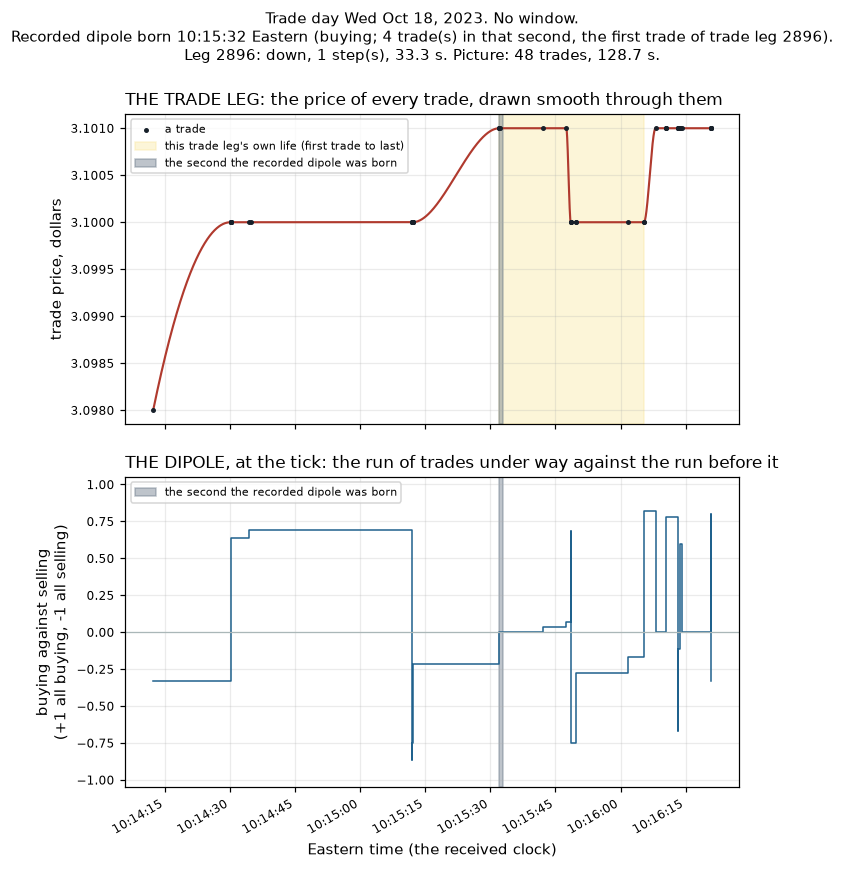 Trade day Wed Oct 18, 2023. No window.
Recorded dipole born 10:15:32 Eastern (buying; 4 trade(s) in that second, the first trade of trade leg 2896).
Leg 2896: down, 1 step(s), 33.3 s. Picture: 48 trades, 128.7 s.
THE TRADE LEG: the price of every trade, drawn smooth through them
a trade
this trade leg's own life (first trade to last)
the second the recorded dipole was born
trade price, dollars
3.1010
3.1005
3.1000
3.0995
3.0990
3.0985
3.0980
THE DIPOLE, at the tick: the run of trades under way against the run before it
the second the recorded dipole was born
buying against selling
(+1 all buying, -1 all selling)
1.00
0.75
0.50
0.25
0.00
−0.25
−0.50
−0.75
−1.00
10:14:15
10:14:30
10:14:45
10:15:00
10:15:15
10:15:30
10:15:45
10:16:00
10:16:15
Eastern time (the received clock)